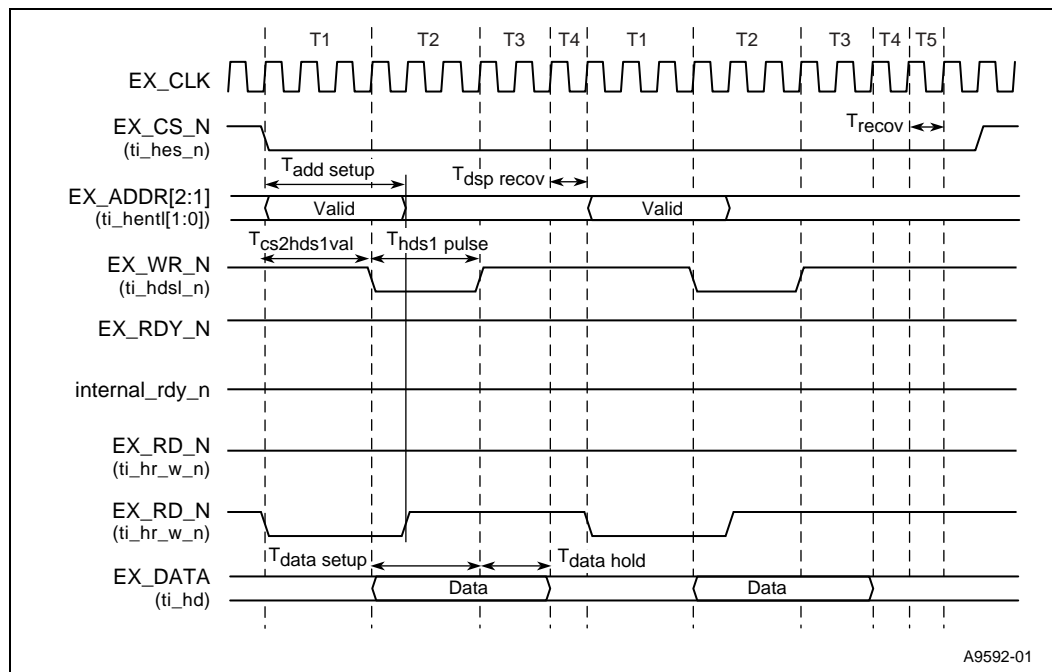 T1 T2 T3 T4 T1 T2 T3 T4 T5
EX_CLK
EX_CS_N
(ti_hes_n)
Trecov
Tadd setup
Tdsp recov
EX_ADDR[2:1]
(ti_hentl[1:0])
Valid Valid
Tcs2hds1val Thds1 pulse
EX_WR_N
(ti_hdsl_n)
EX_RDY_N
internal_rdy_n
EX_RD_N
(ti_hr_w_n)
EX_RD_N
(ti_hr_w_n)
Tdata setup Tdata hold
EX_DATA
(ti_hd)
Data Data
A9592-01